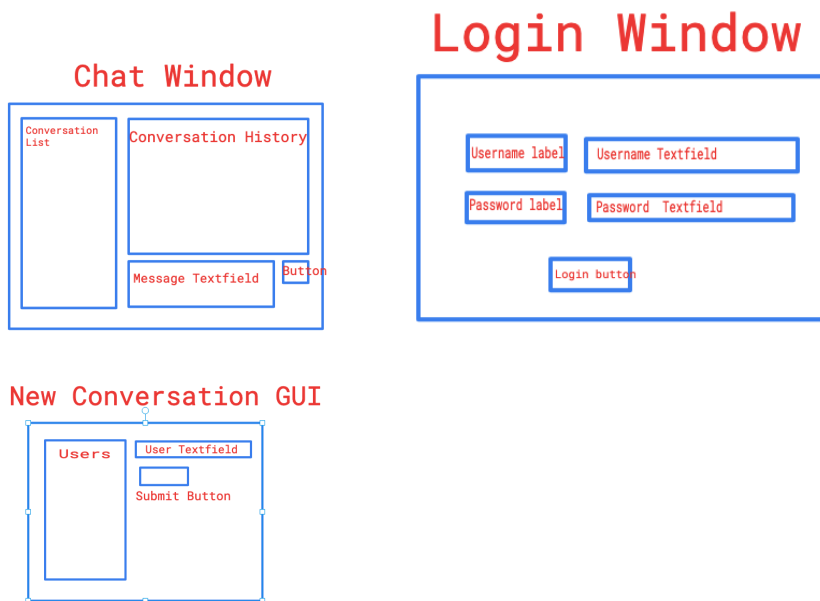 Chat Window
Conversation
List
Conversation History
Message Textfield
Button
Login Window
Username label
Username Textfield
Password label
Password Textfield
Login button
New Conversation GUI
Users
User Textfield
Submit Button